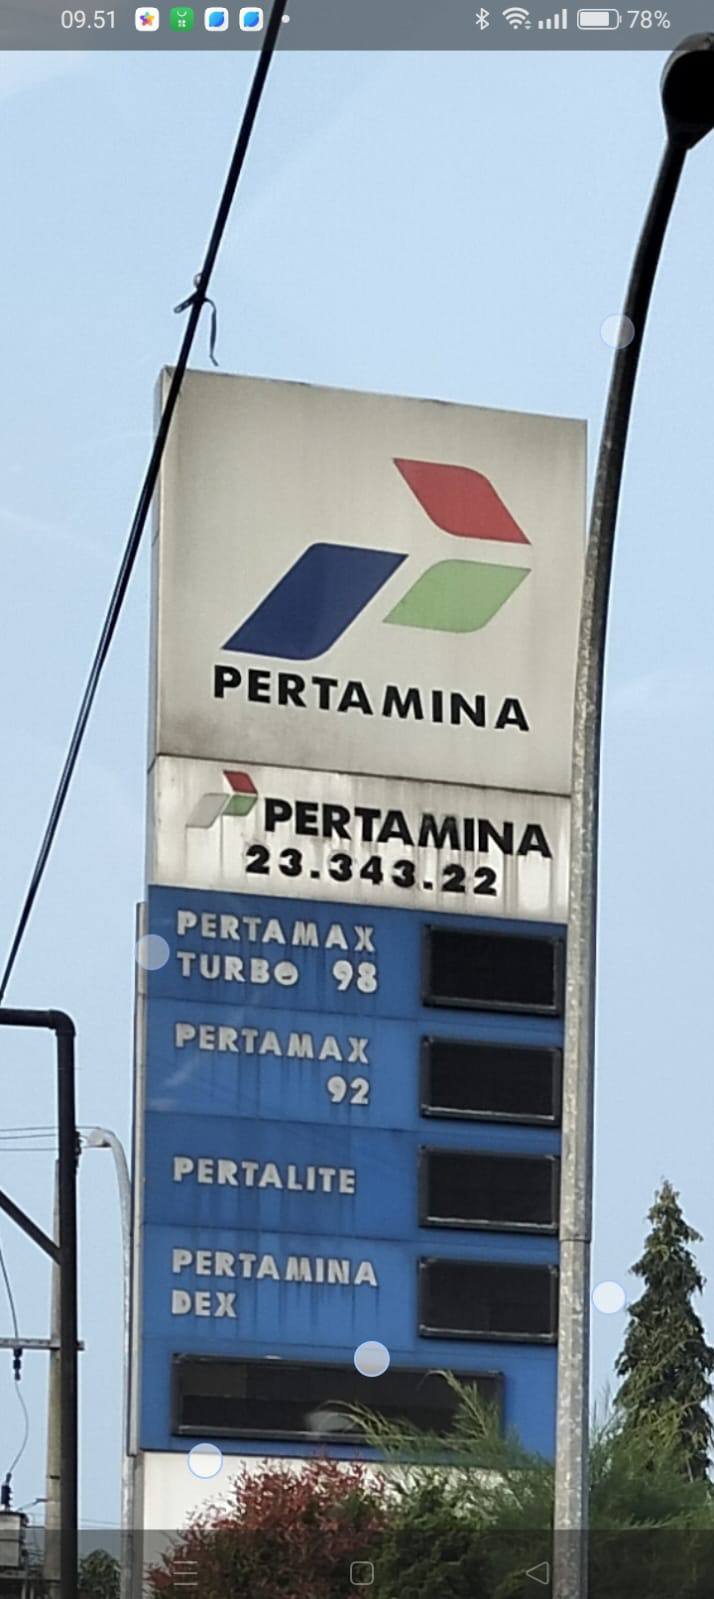 09.51
78%
PERTAMINA
PERTAMINA
23.343.22
PERTAMAX
TURBO 98
PERTAMAX
92
PERTALITE
PERTAMINA
DEX